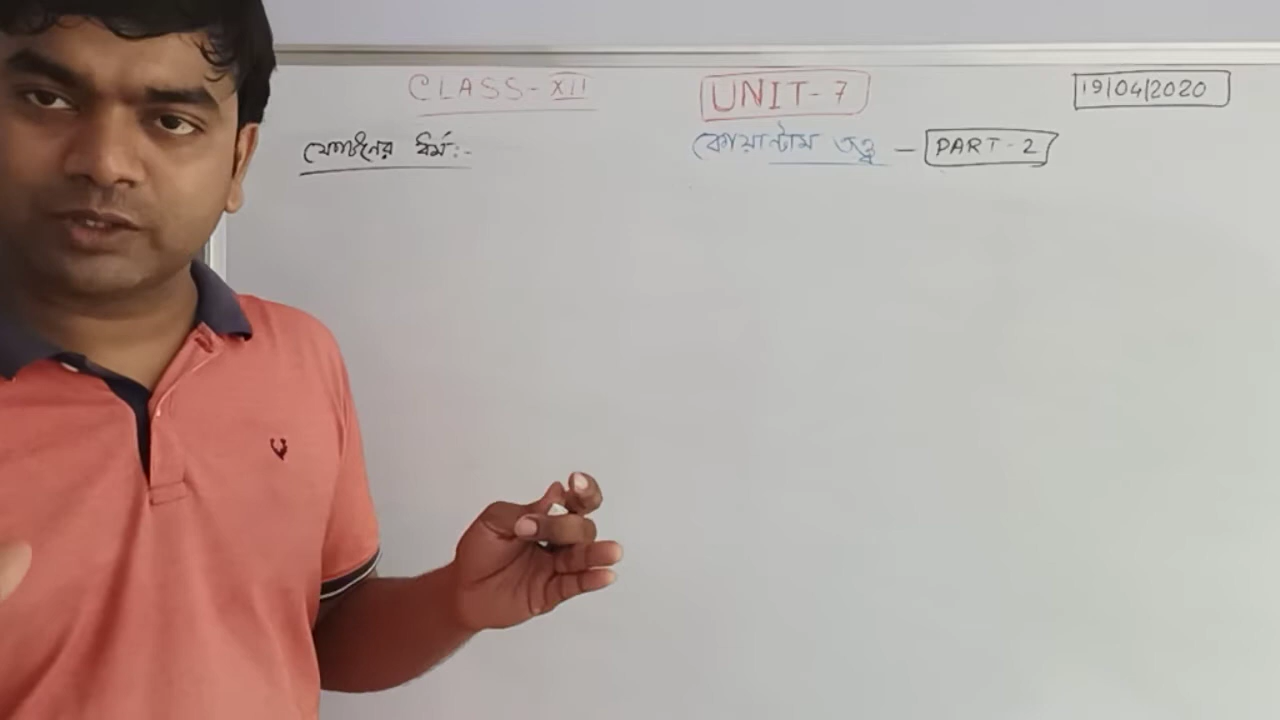 CLASS-XII UNIT-7 19/04/2020
ফোটনের ধর্ম:- কোয়ান্টাম তত্ত্ব — PART-2